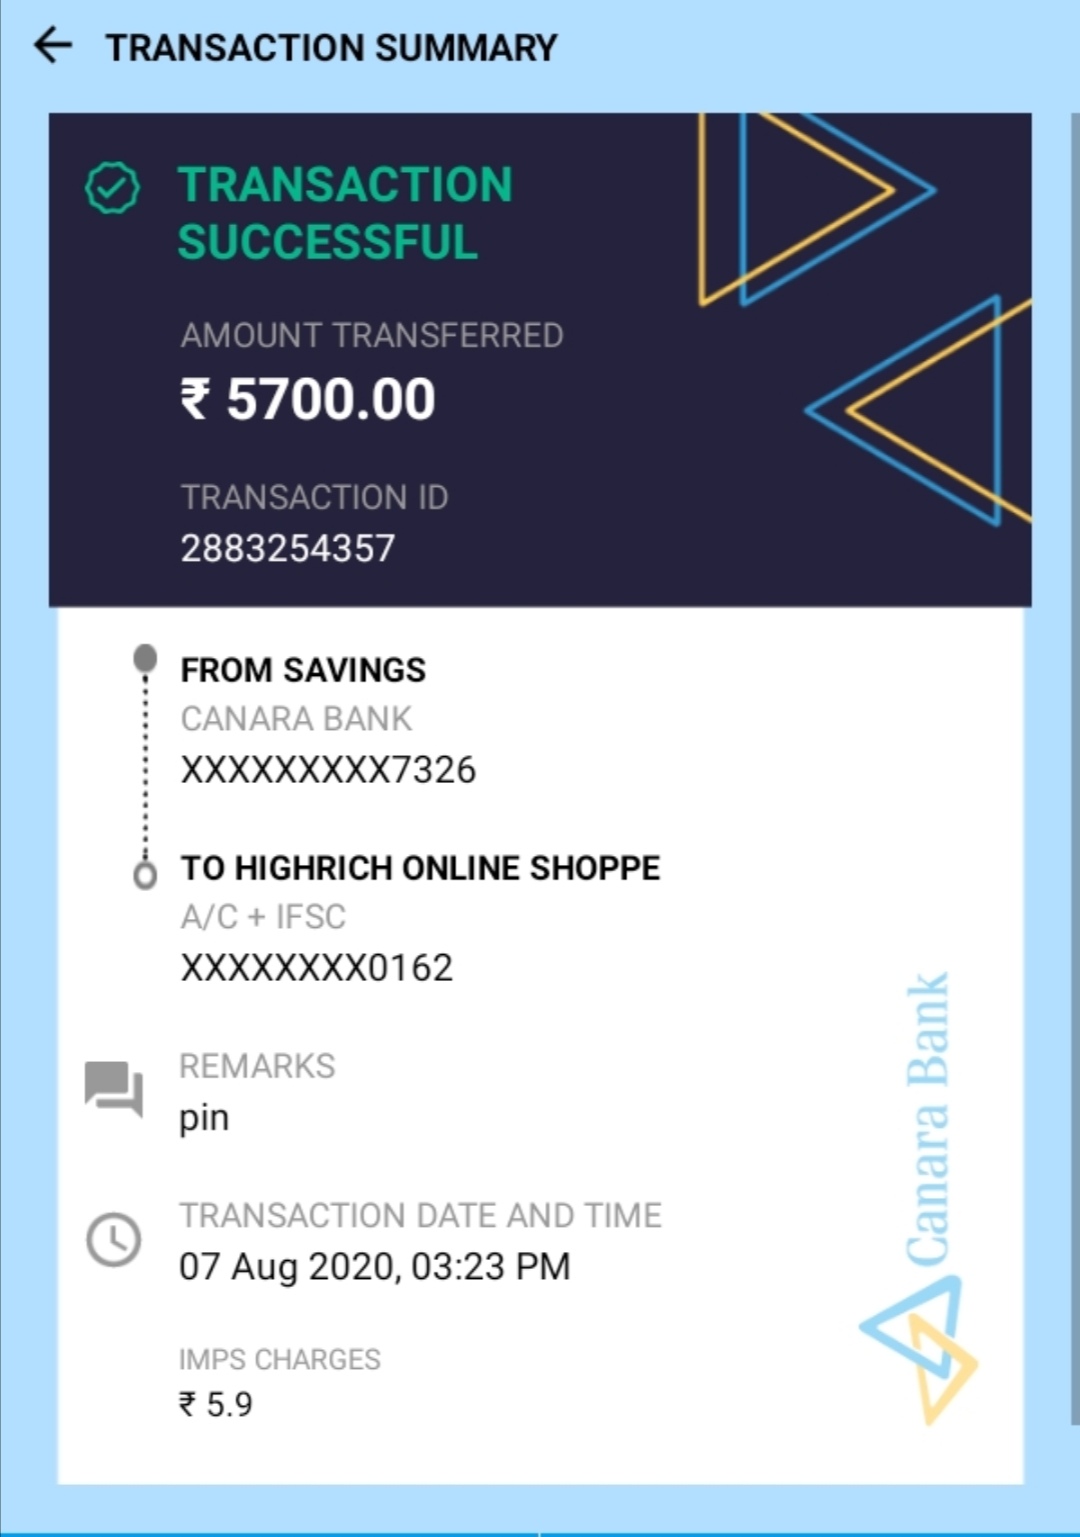 TRANSACTION SUMMARY
TRANSACTION
SUCCESSFUL
AMOUNT TRANSFERRED
₹ 5700.00
TRANSACTION ID
2883254357
FROM SAVINGS
CANARA BANK
XXXXXXXXX7326
TO HIGHRICH ONLINE SHOPPE
A/C + IFSC
XXXXXXXX0162
REMARKS
pin
TRANSACTION DATE AND TIME
07 Aug 2020, 03:23 PM
IMPS CHARGES
₹ 5.9
Canara Bank